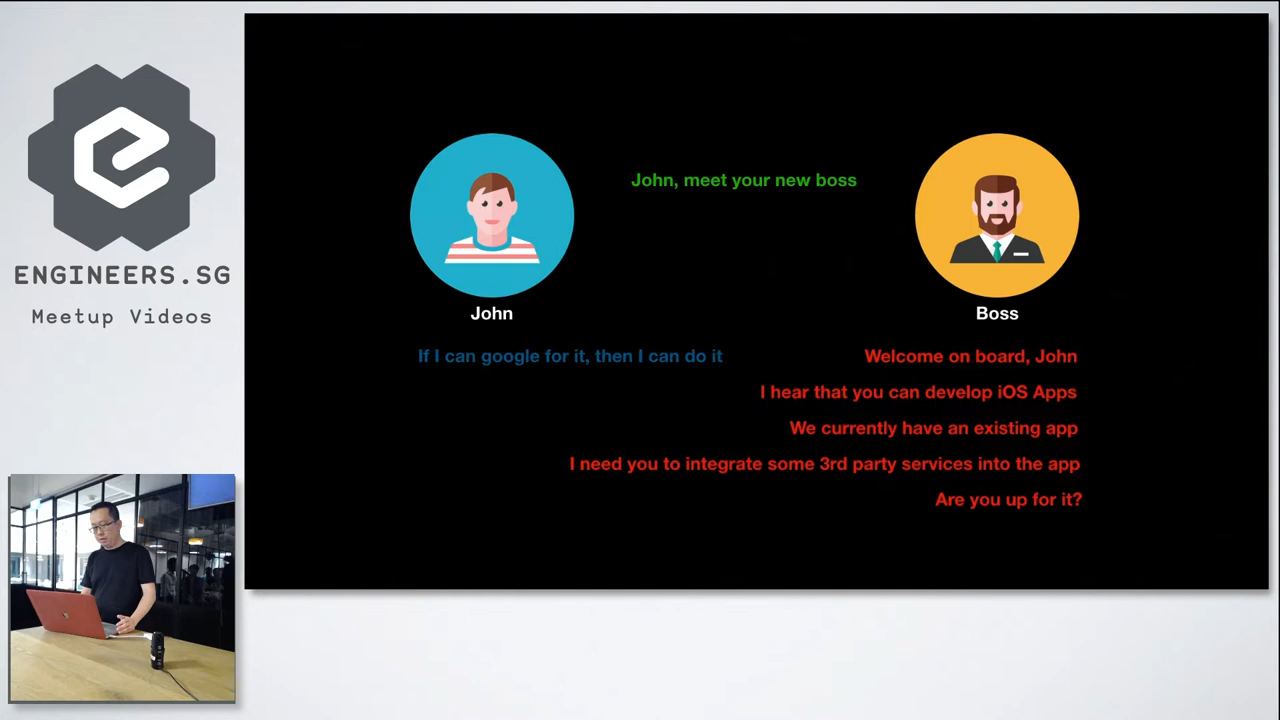 ENGINEERS.SG
Meetup Videos
John, meet your new boss
John
Boss
If I can google for it, then I can do it
Welcome on board, John
I hear that you can develop iOS Apps
We currently have an existing app
I need you to integrate some 3rd party services into the app
Are you up for it?